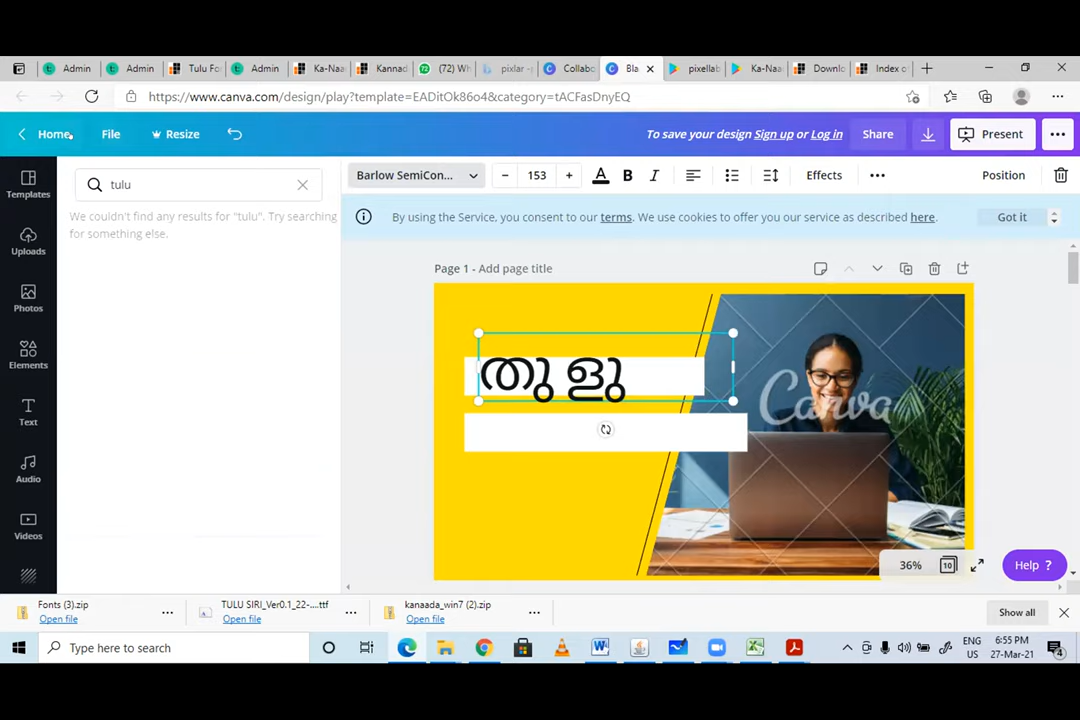 Admin
Admin
Tulu Fo
Admin
Ka-Naa
Kannad
(72) Wh
pixlar -
Collabo
Bla
pixellab
Ka-Naa
Downlo
Index o
https://www.canva.com/design/play?template=EADitOk86o4&category=tACFasDnyEQ
Home
File
Resize
To save your design Sign up or Log in
Share
Present
Templates
Uploads
Photos
Elements
Text
Audio
Videos
tulu
We couldn't find any results for "tulu". Try searching
for something else.
Barlow SemiCon...
153
A
B
I
Effects
Position
By using the Service, you consent to our terms. We use cookies to offer you our service as described here.
Got it
Page 1 - Add page title
തു ളു
Canva
36%
10
Help ?
Fonts (3).zip
Open file
TULU SIRI_Ver0.1_22-....ttf
Open file
kanaada_win7 (2).zip
Open file
Show all
Type here to search
ENG
US
6:55 PM
27-Mar-21
4